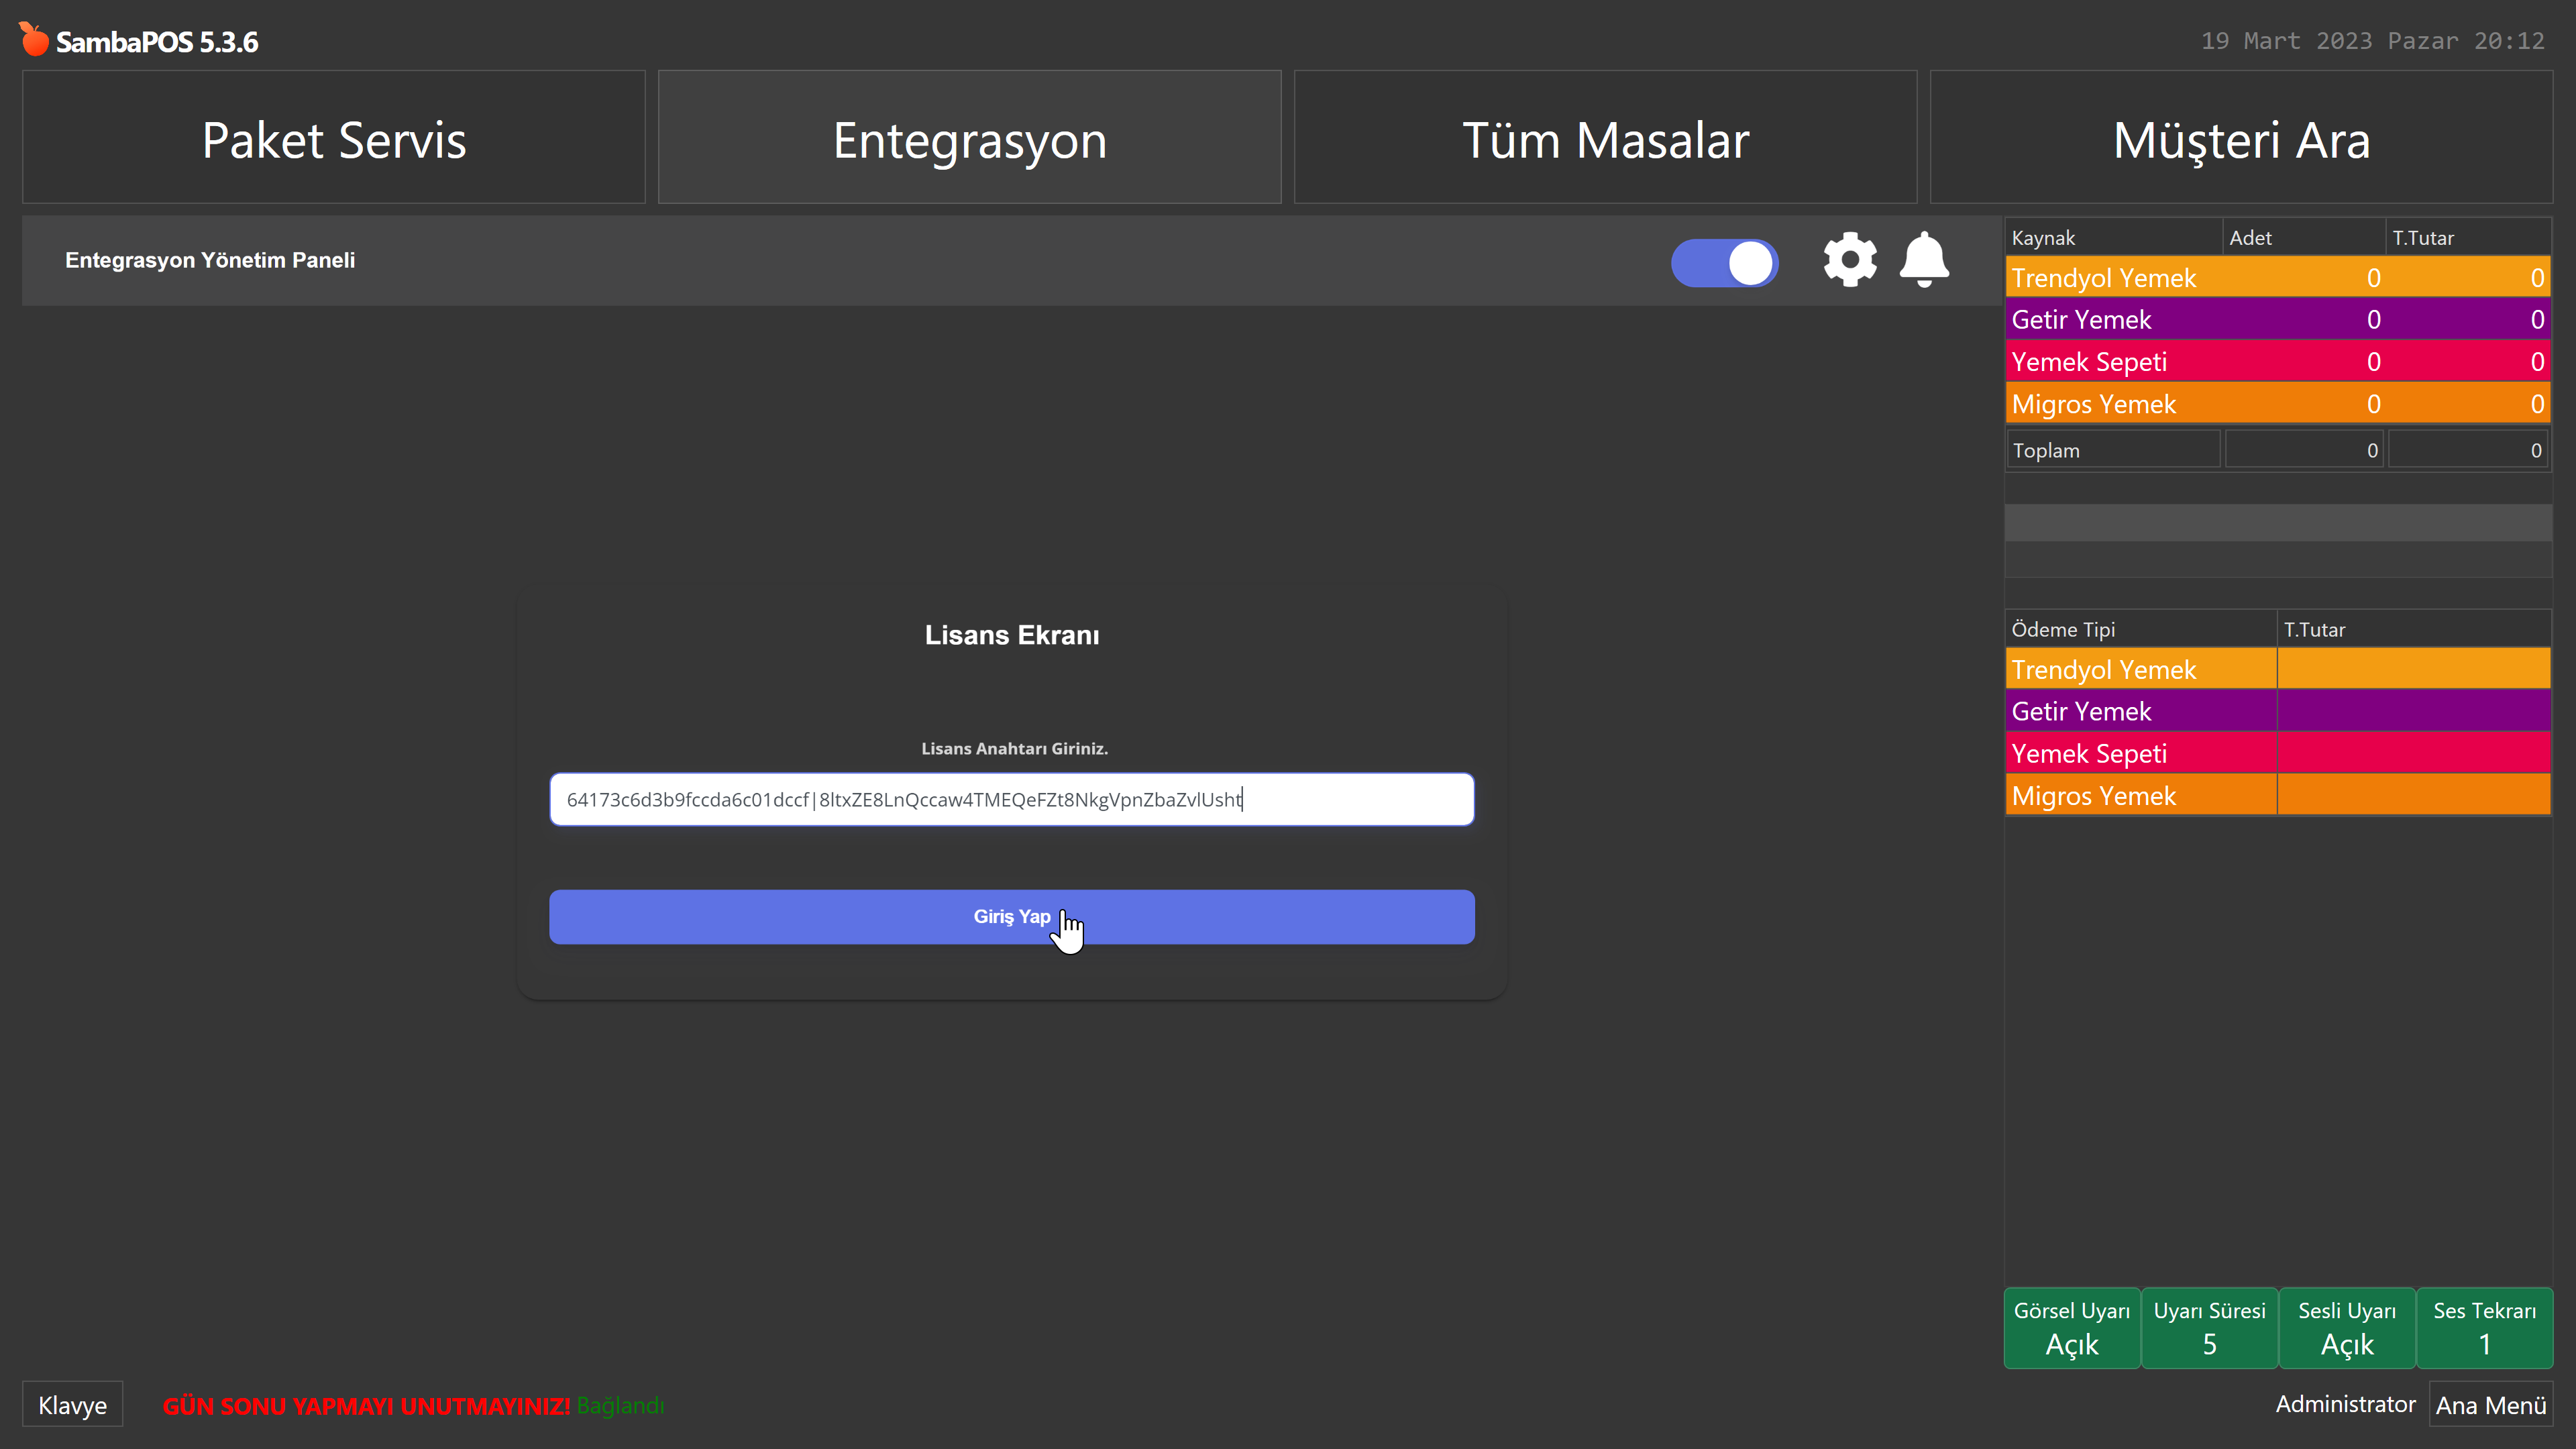 SambaPOS 5.3.6
19 Mart 2023 Pazar 20:12
Paket Servis
Entegrasyon
Tüm Masalar
Müşteri Ara
Entegrasyon Yönetim Paneli
Kaynak Adet T.Tutar
Trendyol Yemek 0 0
Getir Yemek 0 0
Yemek Sepeti 0 0
Migros Yemek 0 0
Toplam 0 0
Lisans Ekranı
Lisans Anahtarı Giriniz.
64173c6d3b9fccda6c01dccf|8ltxZE8LnQccaw4TMEQeFZt8NkgVpnZbaZvlUsht
Giriş Yap
Ödeme Tipi T.Tutar
Trendyol Yemek
Getir Yemek
Yemek Sepeti
Migros Yemek
Görsel Uyarı
Açık
Uyarı Süresi
5
Sesli Uyarı
Açık
Ses Tekrarı
1
Klavye
GÜN SONU YAPMAYI UNUTMAYINIZ! Bağlandı
Administrator
Ana Menü